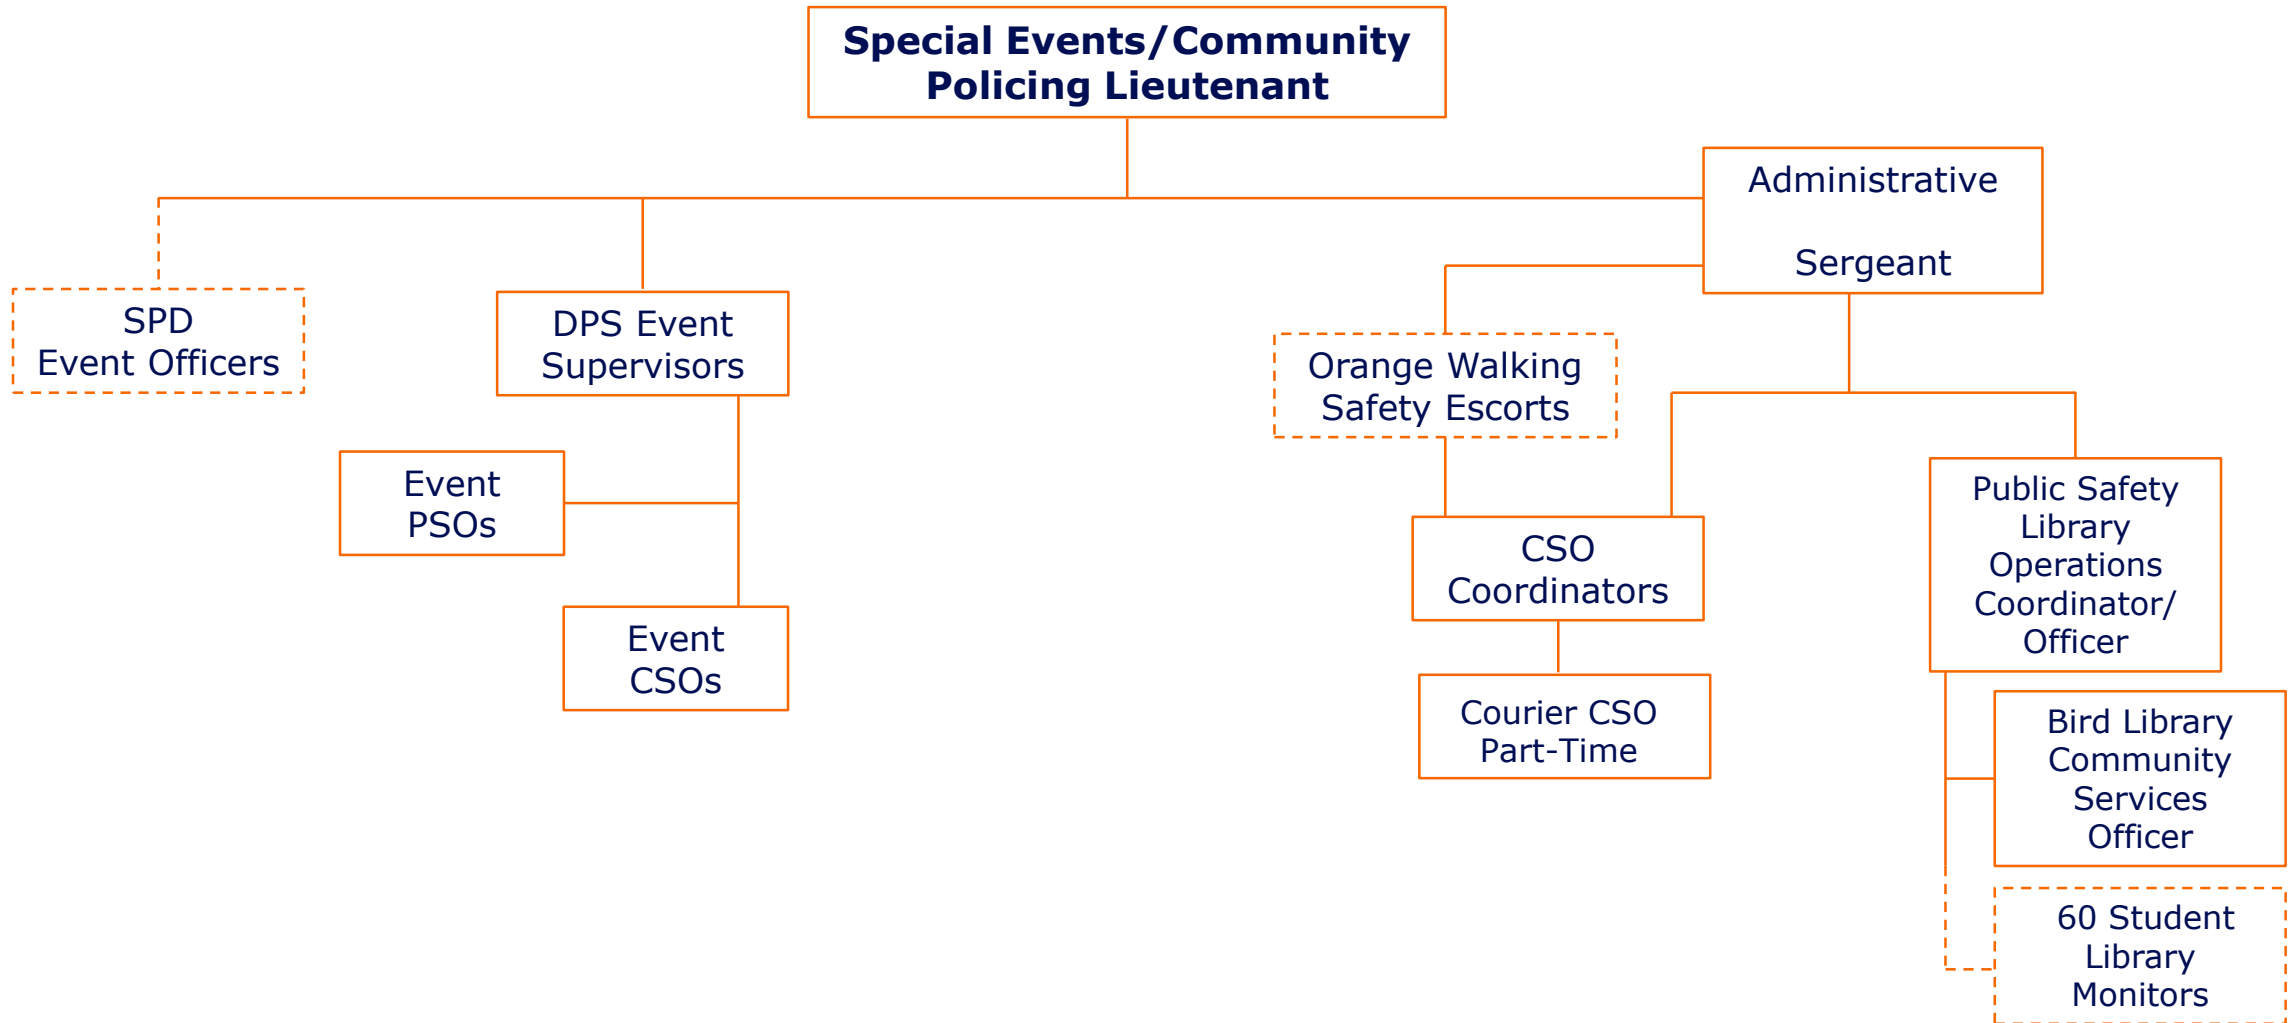 Special Events/Community
Policing Lieutenant
Administrative
Sergeant
SPD
Event Officers
DPS Event
Supervisors
Orange Walking
Safety Escorts
Event
PSOs
Public Safety
Library
Operations
Coordinator/
Officer
CSO
Coordinators
Event
CSOs
Courier CSO
Part-Time
Bird Library
Community
Services
Officer
60 Student
Library
Monitors